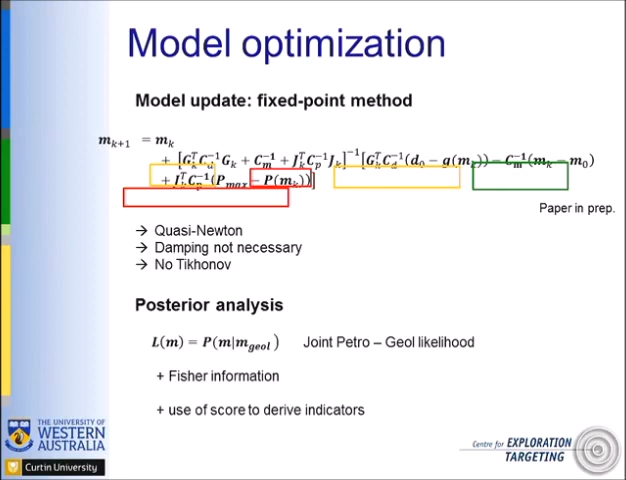 Model optimization
Model update: fixed-point method
m_{k+1} = m_k
+ [G_k^T C_d^{-1} G_k + C_m^{-1} + J_k^T C_p^{-1} J_k]^{-1} [G_k^T C_d^{-1} (d_0 − g(m_k)) − C_m^{-1} (m_k − m_0)
+ J_k^T C_p^{-1} (P_{max} − P(m_k))]
Paper in prep.
→ Quasi-Newton
→ Damping not necessary
→ No Tikhonov
Posterior analysis
L(m) = P(m|m_{geol}) Joint Petro – Geol likelihood
+ Fisher information
+ use of score to derive indicators
THE UNIVERSITY OF
WESTERN
AUSTRALIA
Curtin University
Centre for EXPLORATION
TARGETING